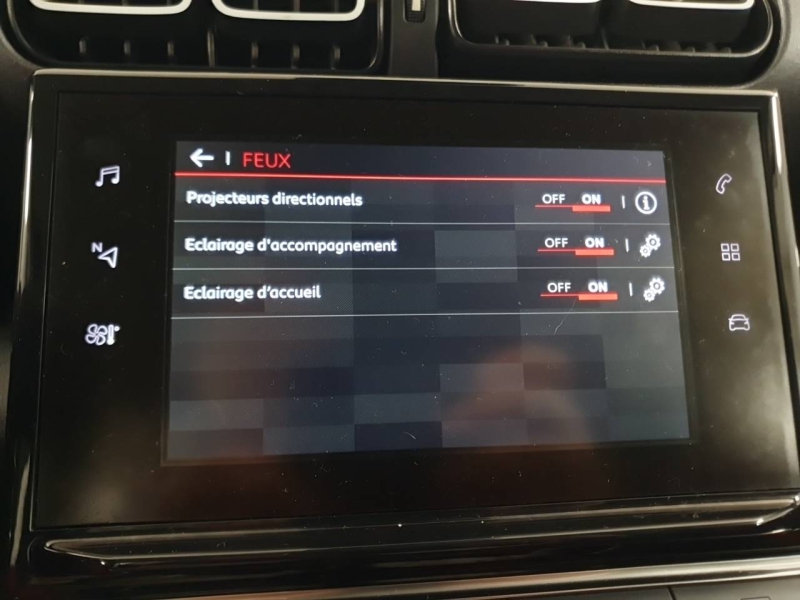 FEUX
Projecteurs directionnels OFF ON i
Eclairage d'accompagnement OFF ON
Eclairage d'accueil OFF ON
N